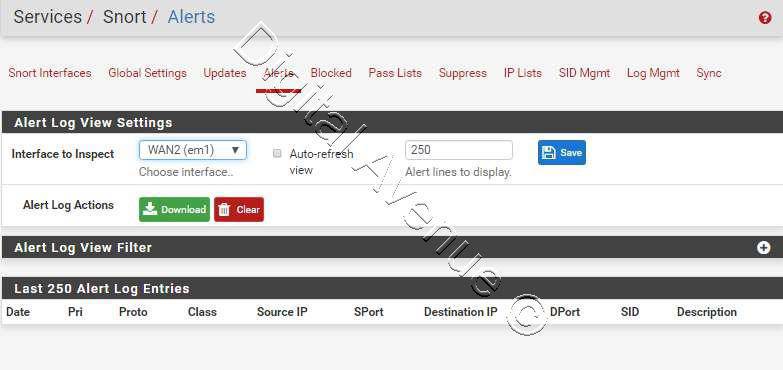 Services / Snort / Alerts
Snort Interfaces Global Settings Updates Alerts Blocked Pass Lists Suppress IP Lists SID Mgmt Log Mgmt Sync
Alert Log View Settings
Interface to Inspect WAN2 (em1) Auto-refresh view 250 Save
Choose interface.. Alert lines to display.
Alert Log Actions Download Clear
Alert Log View Filter
Last 250 Alert Log Entries
Date Pri Proto Class Source IP SPort Destination IP DPort SID Description
Digital Avenue @